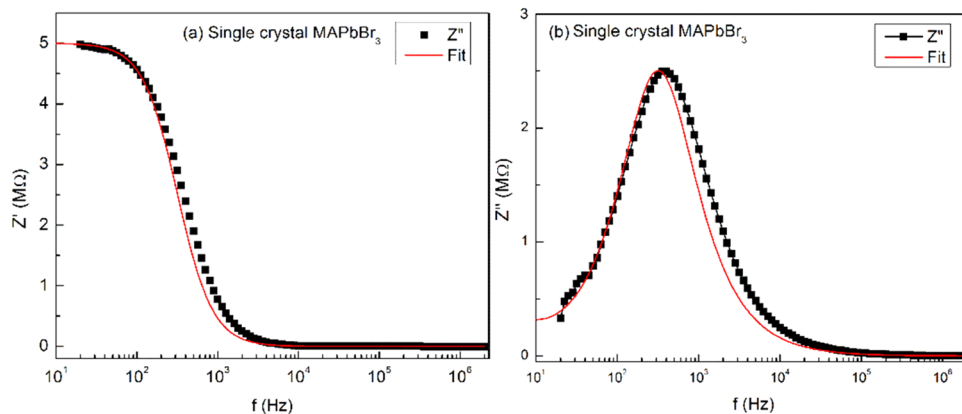 (a) Single crystal MAPbBr₃
Z"
Fit
5
4
3
2
1
0
Z' (MΩ)
10¹
10²
10³
10⁴
10⁵
10⁶
f (Hz)
(b) Single crystal MAPbBr₃
Z"
Fit
3
2
1
0
Z" (MΩ)
10¹
10²
10³
10⁴
10⁵
10⁶
f (Hz)